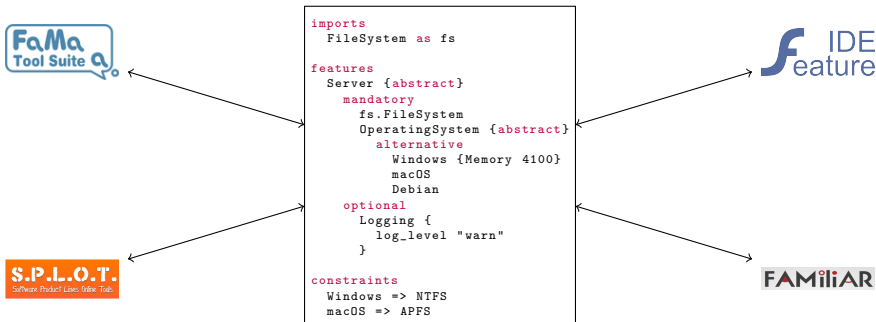 FaMa
Tool Suite
imports
FileSystem as fs
features
Server {abstract}
mandatory
fs.FileSystem
OperatingSystem {abstract}
alternative
Windows {Memory 4100}
macOS
Debian
optional
Logging {
log_level "warn"
}
constraints
Windows => NTFS
macOS => APFS
IDE
Feature
S.P.L.O.T.
Software Product Lines Online Tools
FAMiliAR